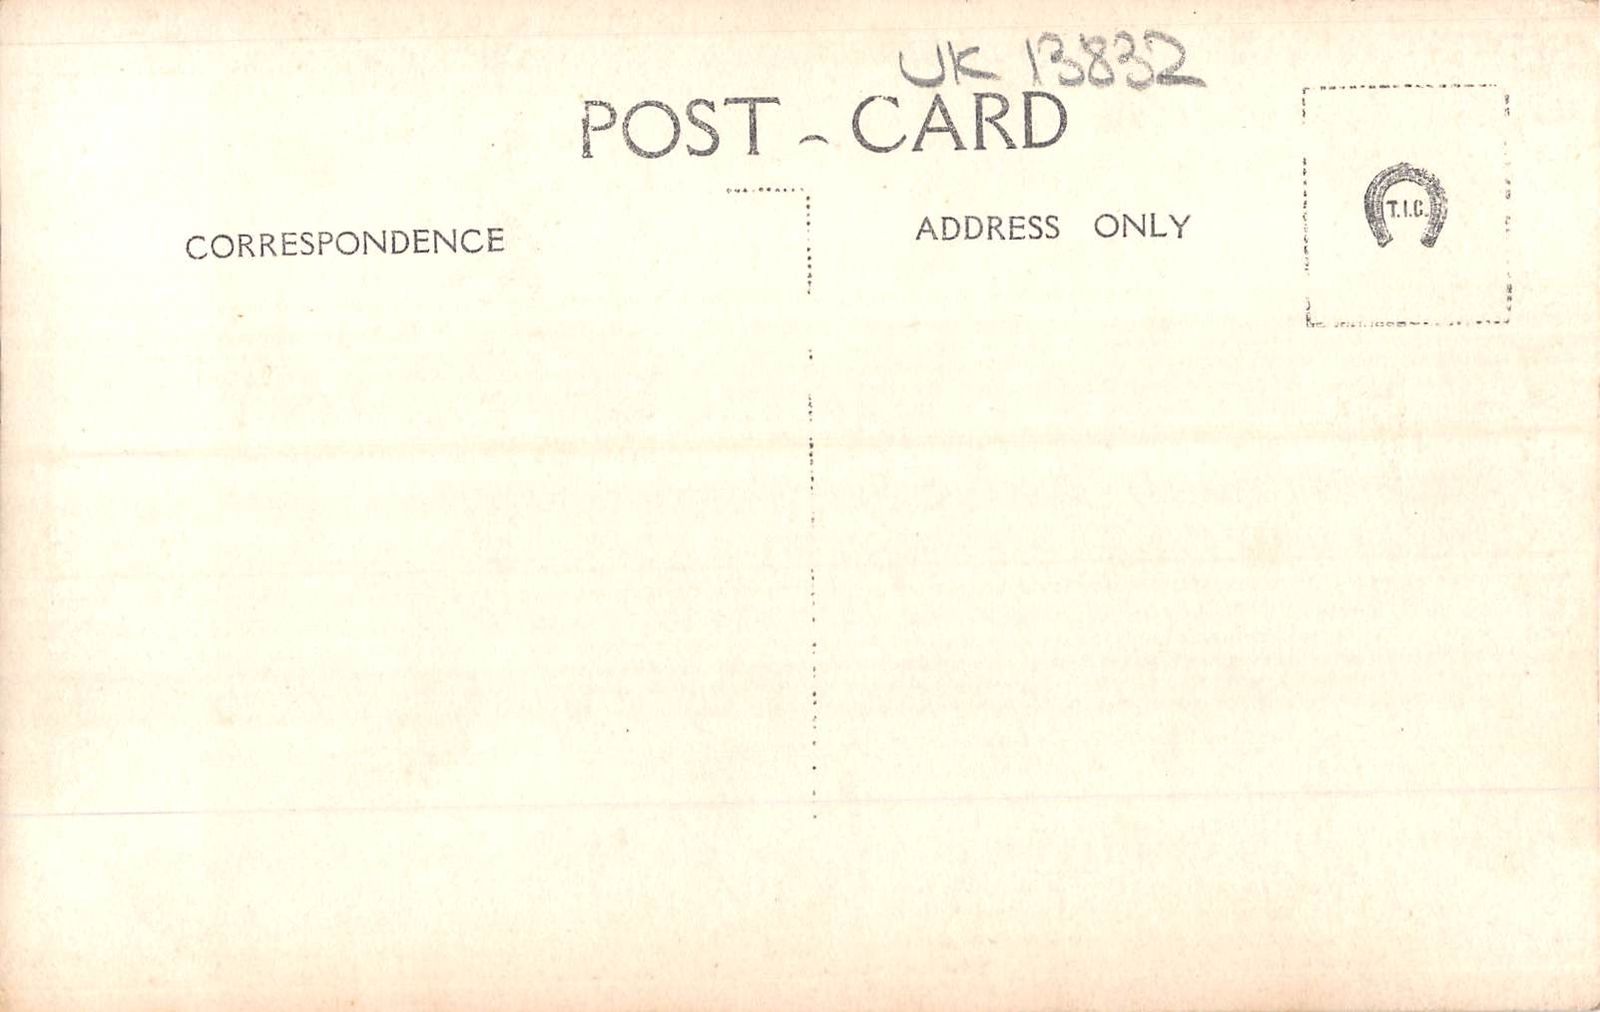 UK 13832
POST - CARD
CORRESPONDENCE
ADDRESS ONLY
T.I.C.